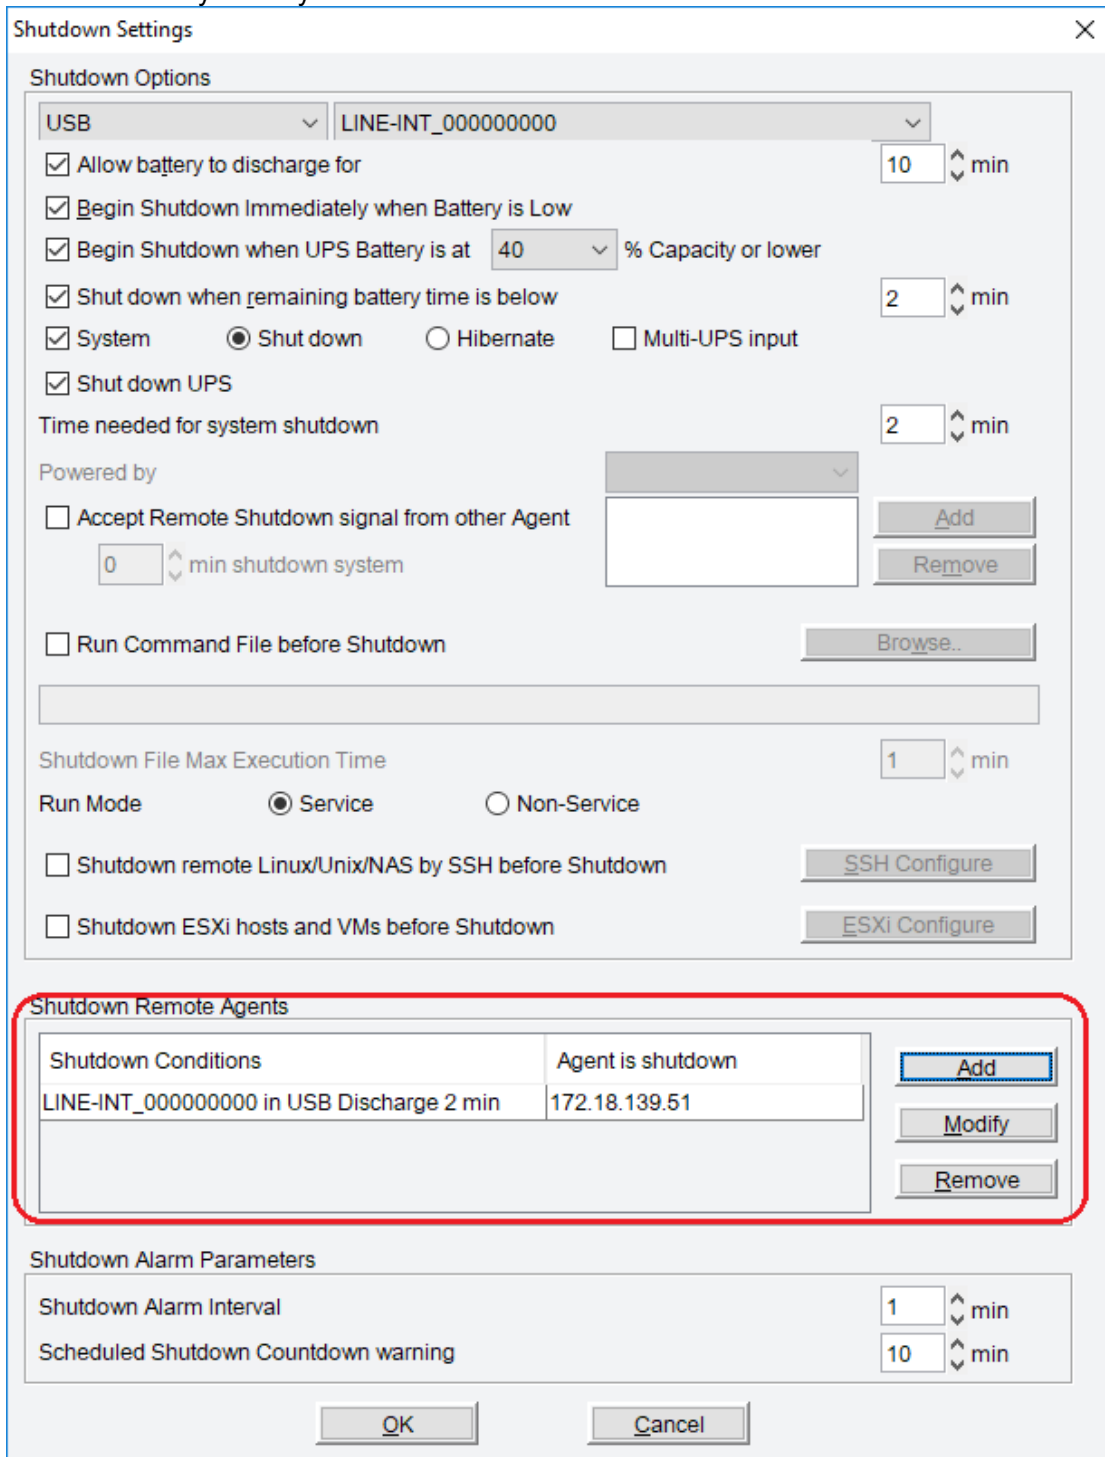 Shutdown Settings
Shutdown Options
USB LINE-INT_000000000
Allow battery to discharge for 10 min
Begin Shutdown Immediately when Battery is Low
Begin Shutdown when UPS Battery is at 40 % Capacity or lower
Shut down when remaining battery time is below 2 min
System Shut down Hibernate Multi-UPS input
Shut down UPS
Time needed for system shutdown 2 min
Powered by
Accept Remote Shutdown signal from other Agent Add
0 min shutdown system Remove
Run Command File before Shutdown Browse..
Shutdown File Max Execution Time 1 min
Run Mode Service Non-Service
Shutdown remote Linux/Unix/NAS by SSH before Shutdown SSH Configure
Shutdown ESXi hosts and VMs before Shutdown ESXi Configure
Shutdown Remote Agents
Shutdown Conditions Agent is shutdown Add
LINE-INT_000000000 in USB Discharge 2 min 172.18.139.51
Modify
Remove
Shutdown Alarm Parameters
Shutdown Alarm Interval 1 min
Scheduled Shutdown Countdown warning 10 min
OK Cancel